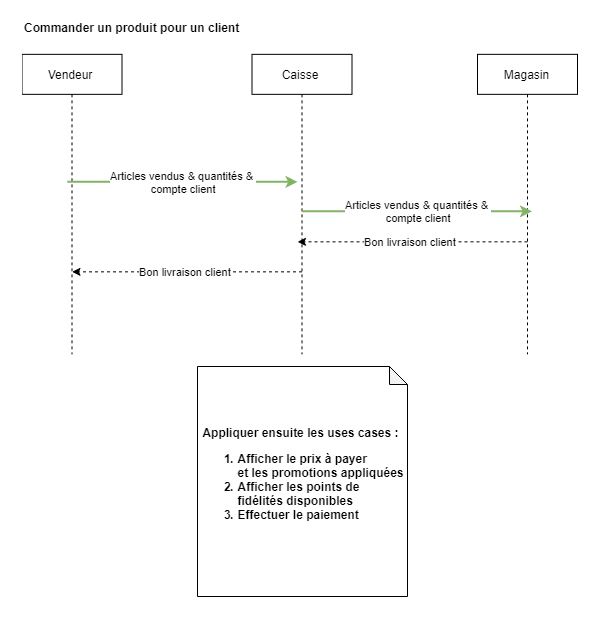 Commander un produit pour un client
Vendeur
Caisse
Magasin
Articles vendus & quantités &
compte client
Articles vendus & quantités &
compte client
Bon livraison client
Bon livraison client
Appliquer ensuite les uses cases :
1. Afficher le prix à payer
et les promotions appliquées
2. Afficher les points de
fidélités disponibles
3. Effectuer le paiement